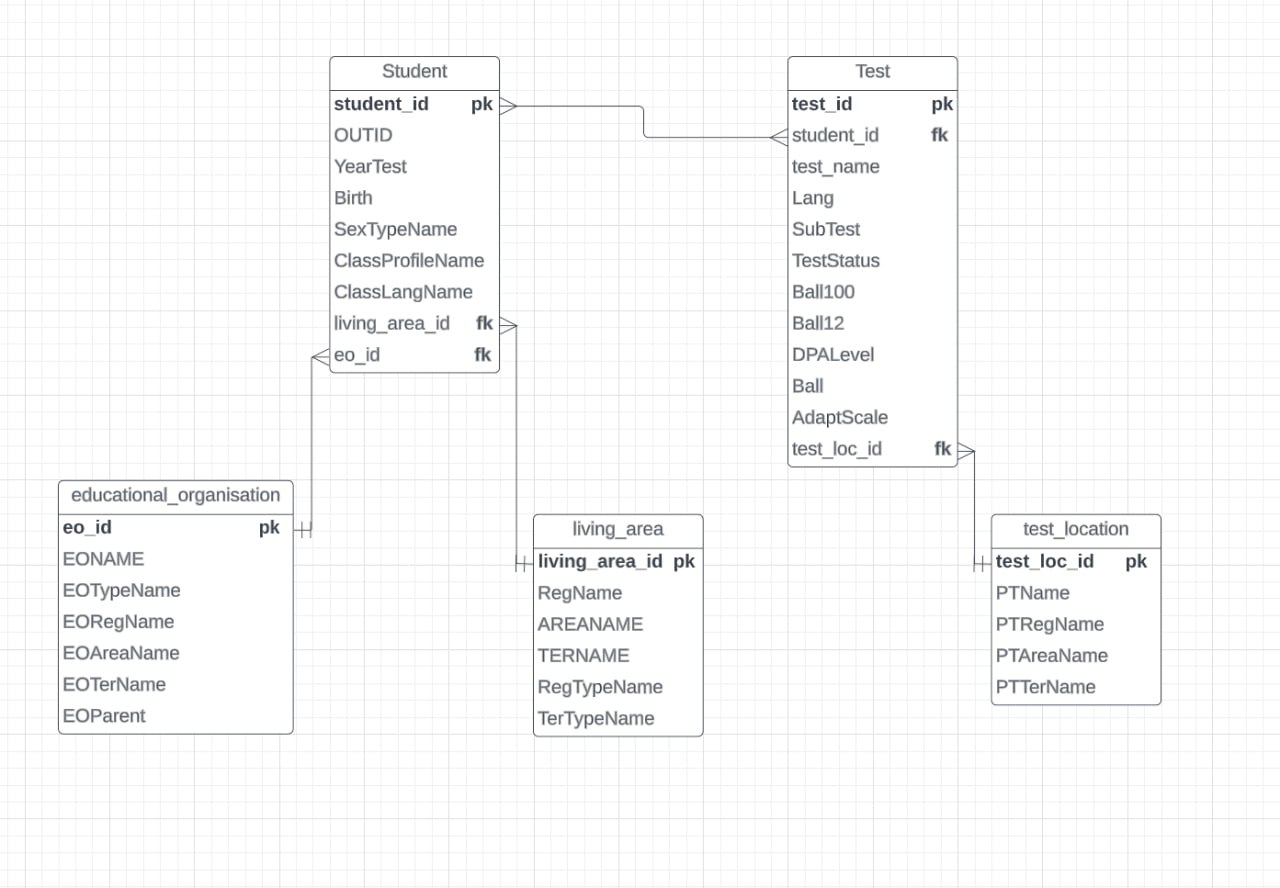 Student
student_id pk
OUTID
YearTest
Birth
SexTypeName
ClassProfileName
ClassLangName
living_area_id fk
eo_id fk
Test
test_id pk
student_id fk
test_name
Lang
SubTest
TestStatus
Ball100
Ball12
DPALevel
Ball
AdaptScale
test_loc_id fk
educational_organisation
eo_id pk
EONAME
EOTypeName
EORegName
EOAreaName
EOTerName
EOParent
living_area
living_area_id pk
RegName
AREANAME
TERNAME
RegTypeName
TerTypeName
test_location
test_loc_id pk
PTName
PTRegName
PTAreaName
PTTerName